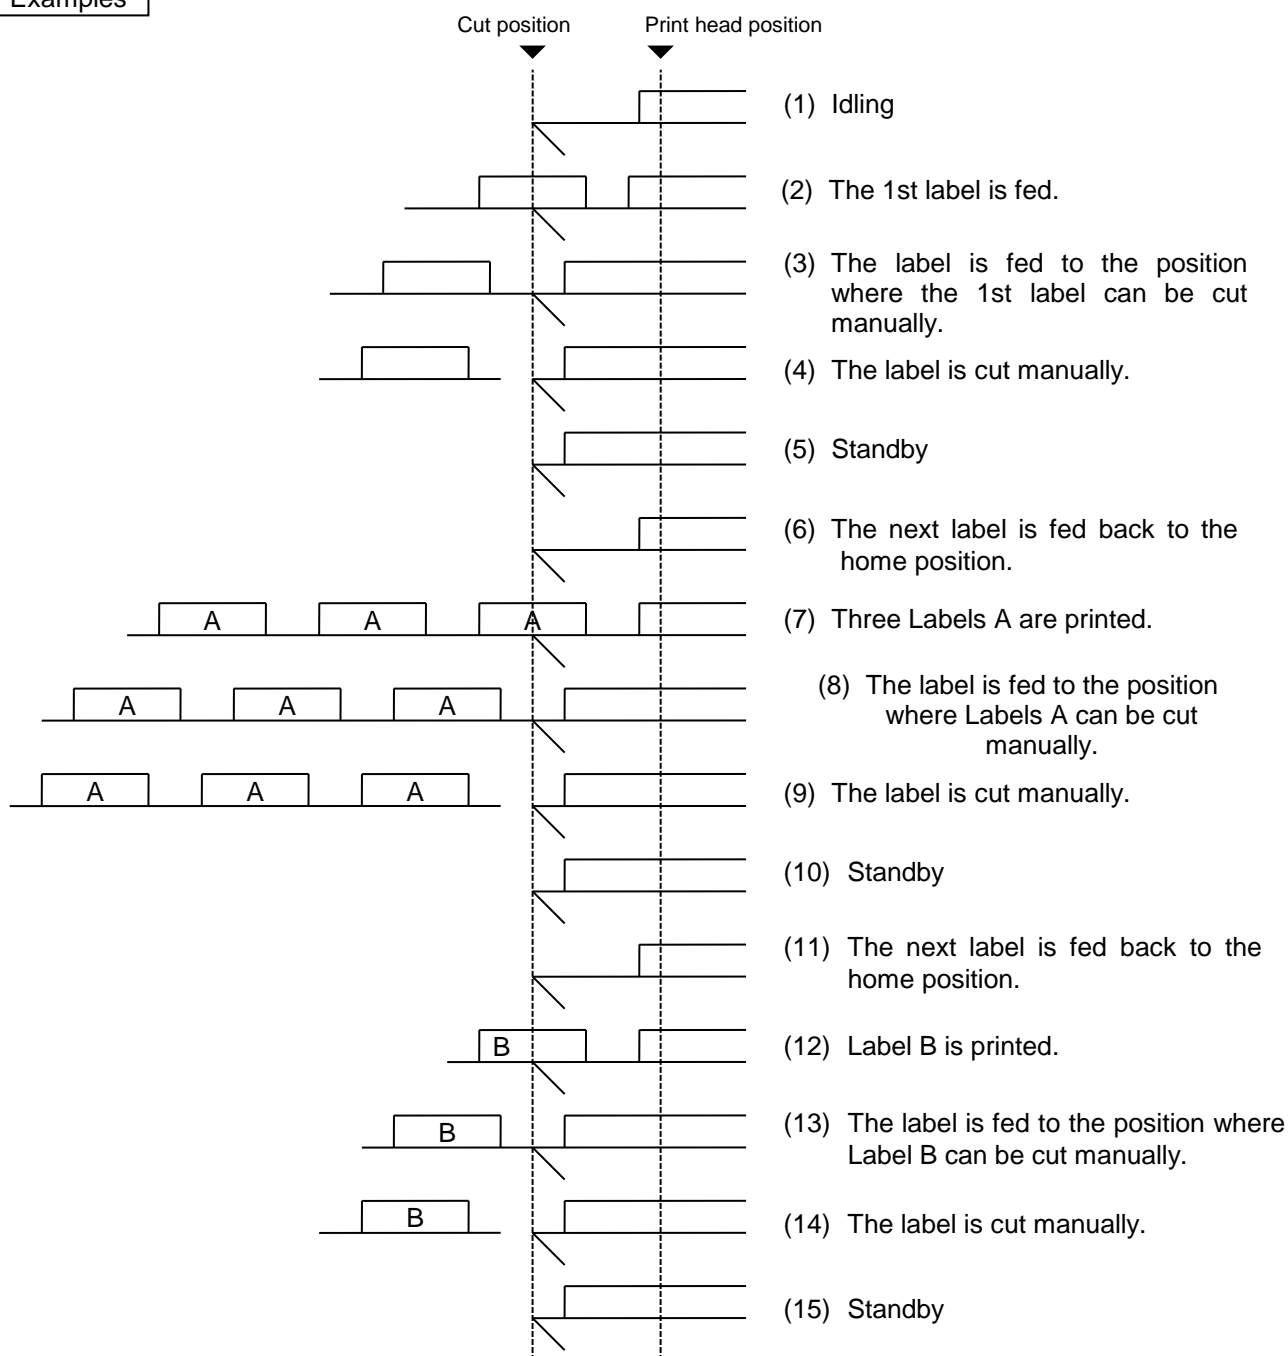 Examples
Cut position
Print head position
(1) Idling
(2) The 1st label is fed.
(3) The label is fed to the position
where the 1st label can be cut
manually.
(4) The label is cut manually.
(5) Standby
(6) The next label is fed back to the
home position.
A A A
(7) Three Labels A are printed.
A A A
(8) The label is fed to the position
where Labels A can be cut
manually.
A A A
(9) The label is cut manually.
(10) Standby
(11) The next label is fed back to the
home position.
B
(12) Label B is printed.
B
(13) The label is fed to the position where
Label B can be cut manually.
B
(14) The label is cut manually.
(15) Standby